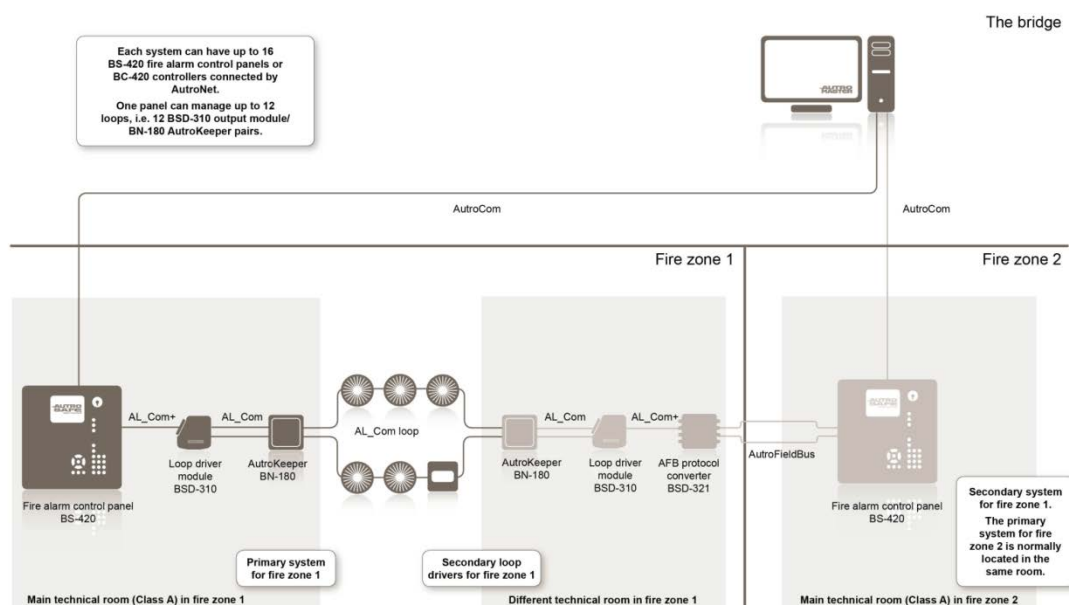 The bridge
Each system can have up to 16
BS-420 fire alarm control panels or
BC-420 controllers connected by
AutroNet.
One panel can manage up to 12
loops, i.e. 12 BSD-310 output module/
BN-180 AutroKeeper pairs.
AUTRO
MASTER
AutroCom
AutroCom
Fire zone 1
Fire zone 2
AUTRO
SAFE
AL_Com+
AL_Com
AL_Com loop
AL_Com
AL_Com+
AutroFieldBus
AUTRO
SAFE
Loop driver
module
BSD-310
AutroKeeper
BN-180
AutroKeeper
BN-180
Loop driver
module
BSD-310
AFB protocol
converter
BSD-321
Fire alarm control panel
BS-420
Fire alarm control panel
BS-420
Secondary system
for fire zone 1.
The primary
system for fire
zone 2 is normally
located in the
same room.
Primary system
for fire zone 1
Secondary loop
drivers for fire zone 1
Main technical room (Class A) in fire zone 1
Different technical room in fire zone 1
Main technical room (Class A) in fire zone 2